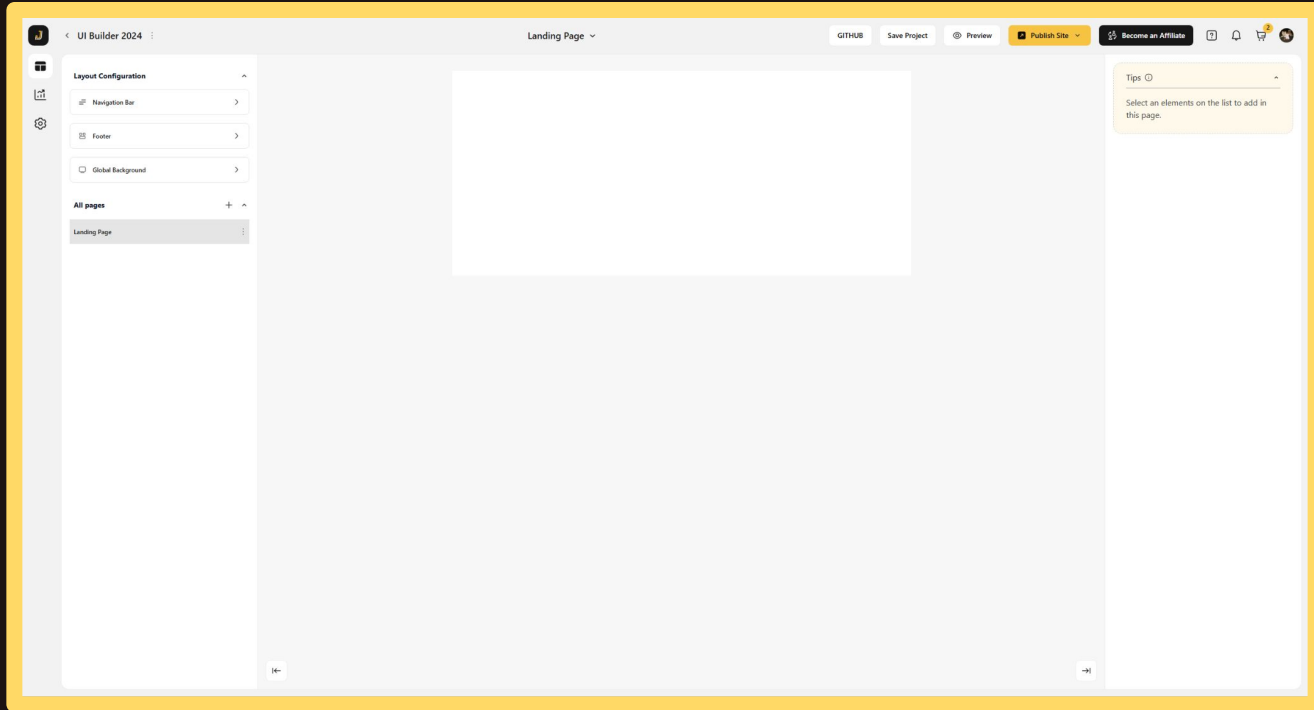 J
UI Builder 2024
Landing Page
GITHUB
Save Project
Preview
Publish Site
Become an Affiliate
2
Layout Configuration
Navigation Bar
Footer
Global Background
All pages
Landing Page
Tips
Select an elements on the list to add in
this page.